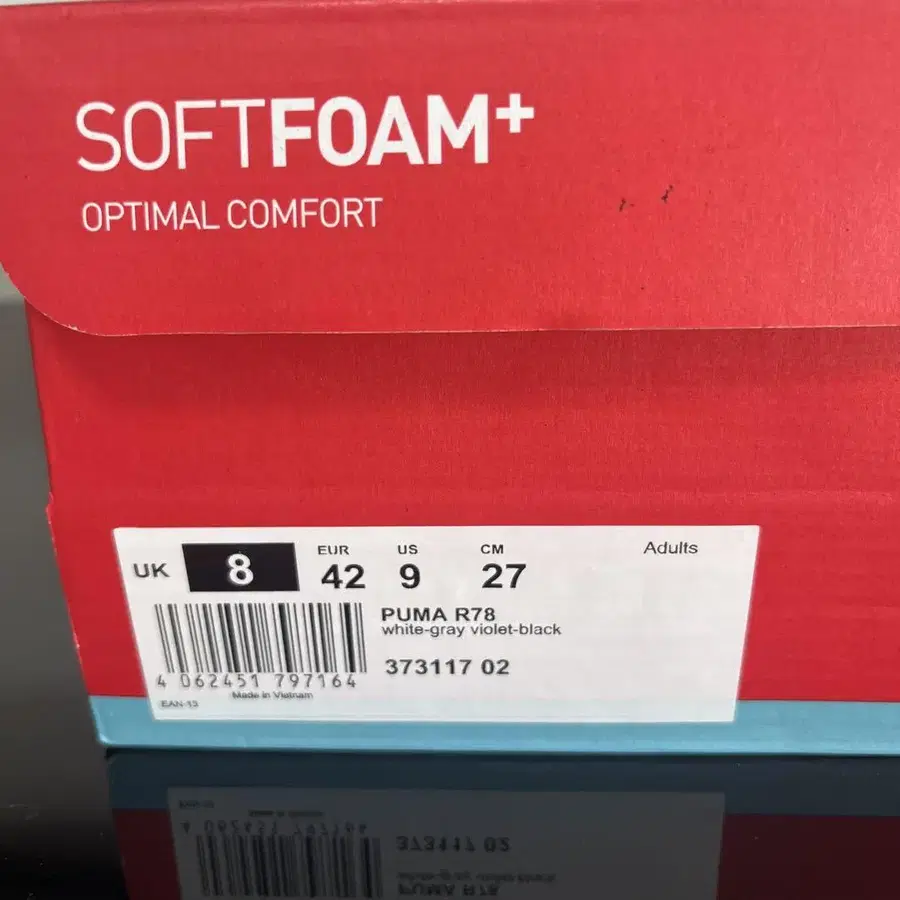 SOFTFOAM+
OPTIMAL COMFORT
UK 8 EUR 42 US 9 CM 27 Adults
PUMA R78
white-gray violet-black
373117 02
4 062451 797164
Made in Vietnam
EAN-13